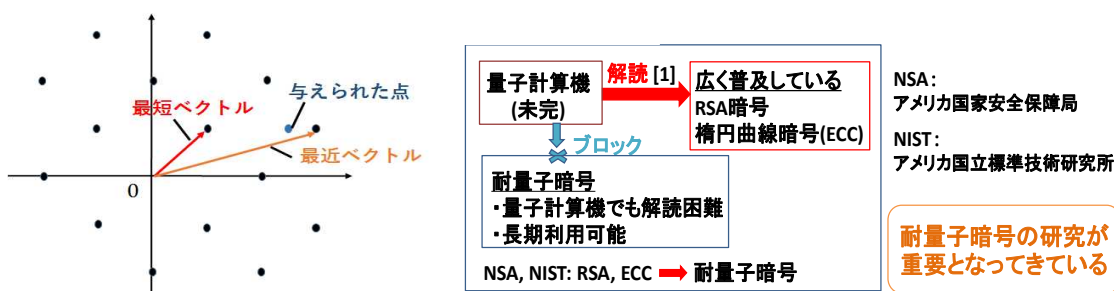 最短ベクトル
与えられた点
最近ベクトル
0
量子計算機
(未完)
解読 [1]
広く普及している
RSA暗号
楕円曲線暗号(ECC)
ブロック
耐量子暗号
・量子計算機でも解読困難
・長期利用可能
NSA, NIST: RSA, ECC 耐量子暗号
NSA:
アメリカ国家安全保障局
NIST:
アメリカ国立標準技術研究所
耐量子暗号の研究が
重要となってきている